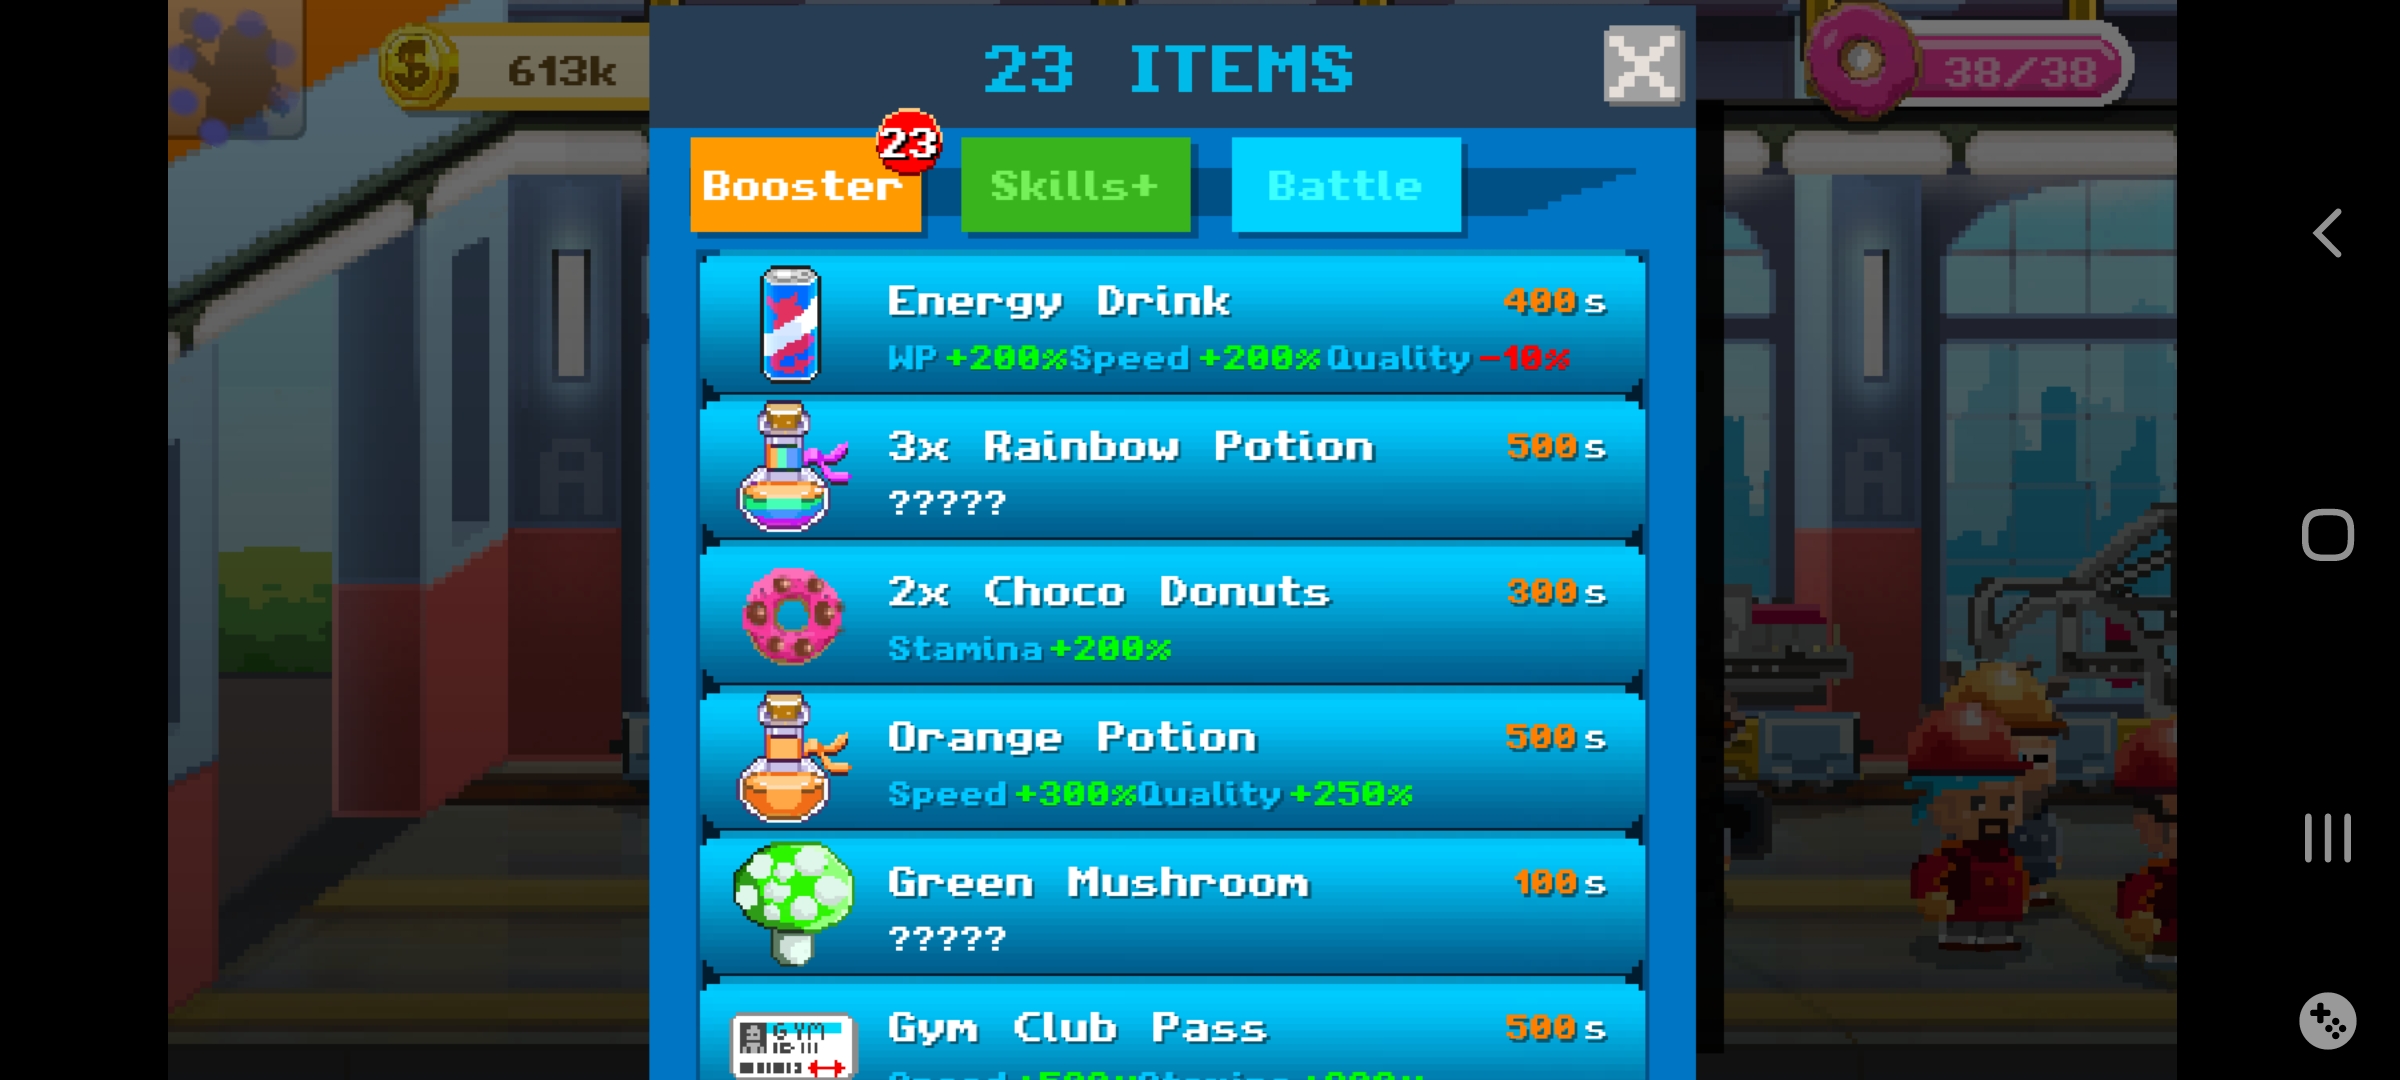 613k
23 ITEMS
38/38
23
Booster
Skills+
Battle
Energy Drink 400s
WP +200% Speed +200% Quality -10%
3x Rainbow Potion 500s
?????
2x Choco Donuts 300s
Stamina +200%
Orange Potion 500s
Speed +300% Quality +250%
Green Mushroom 100s
?????
Gym Club Pass 500s
GYM
A
A